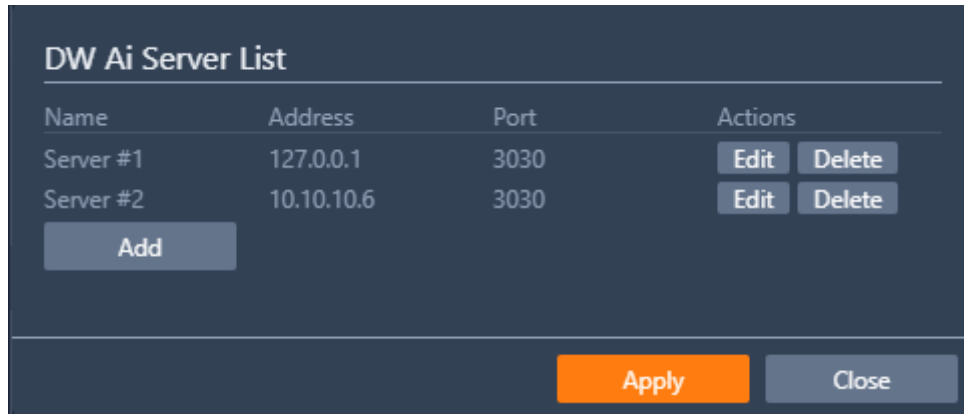 DW Ai Server List
Name Address Port Actions
Server #1 127.0.0.1 3030 Edit Delete
Server #2 10.10.10.6 3030 Edit Delete
Add
Apply Close